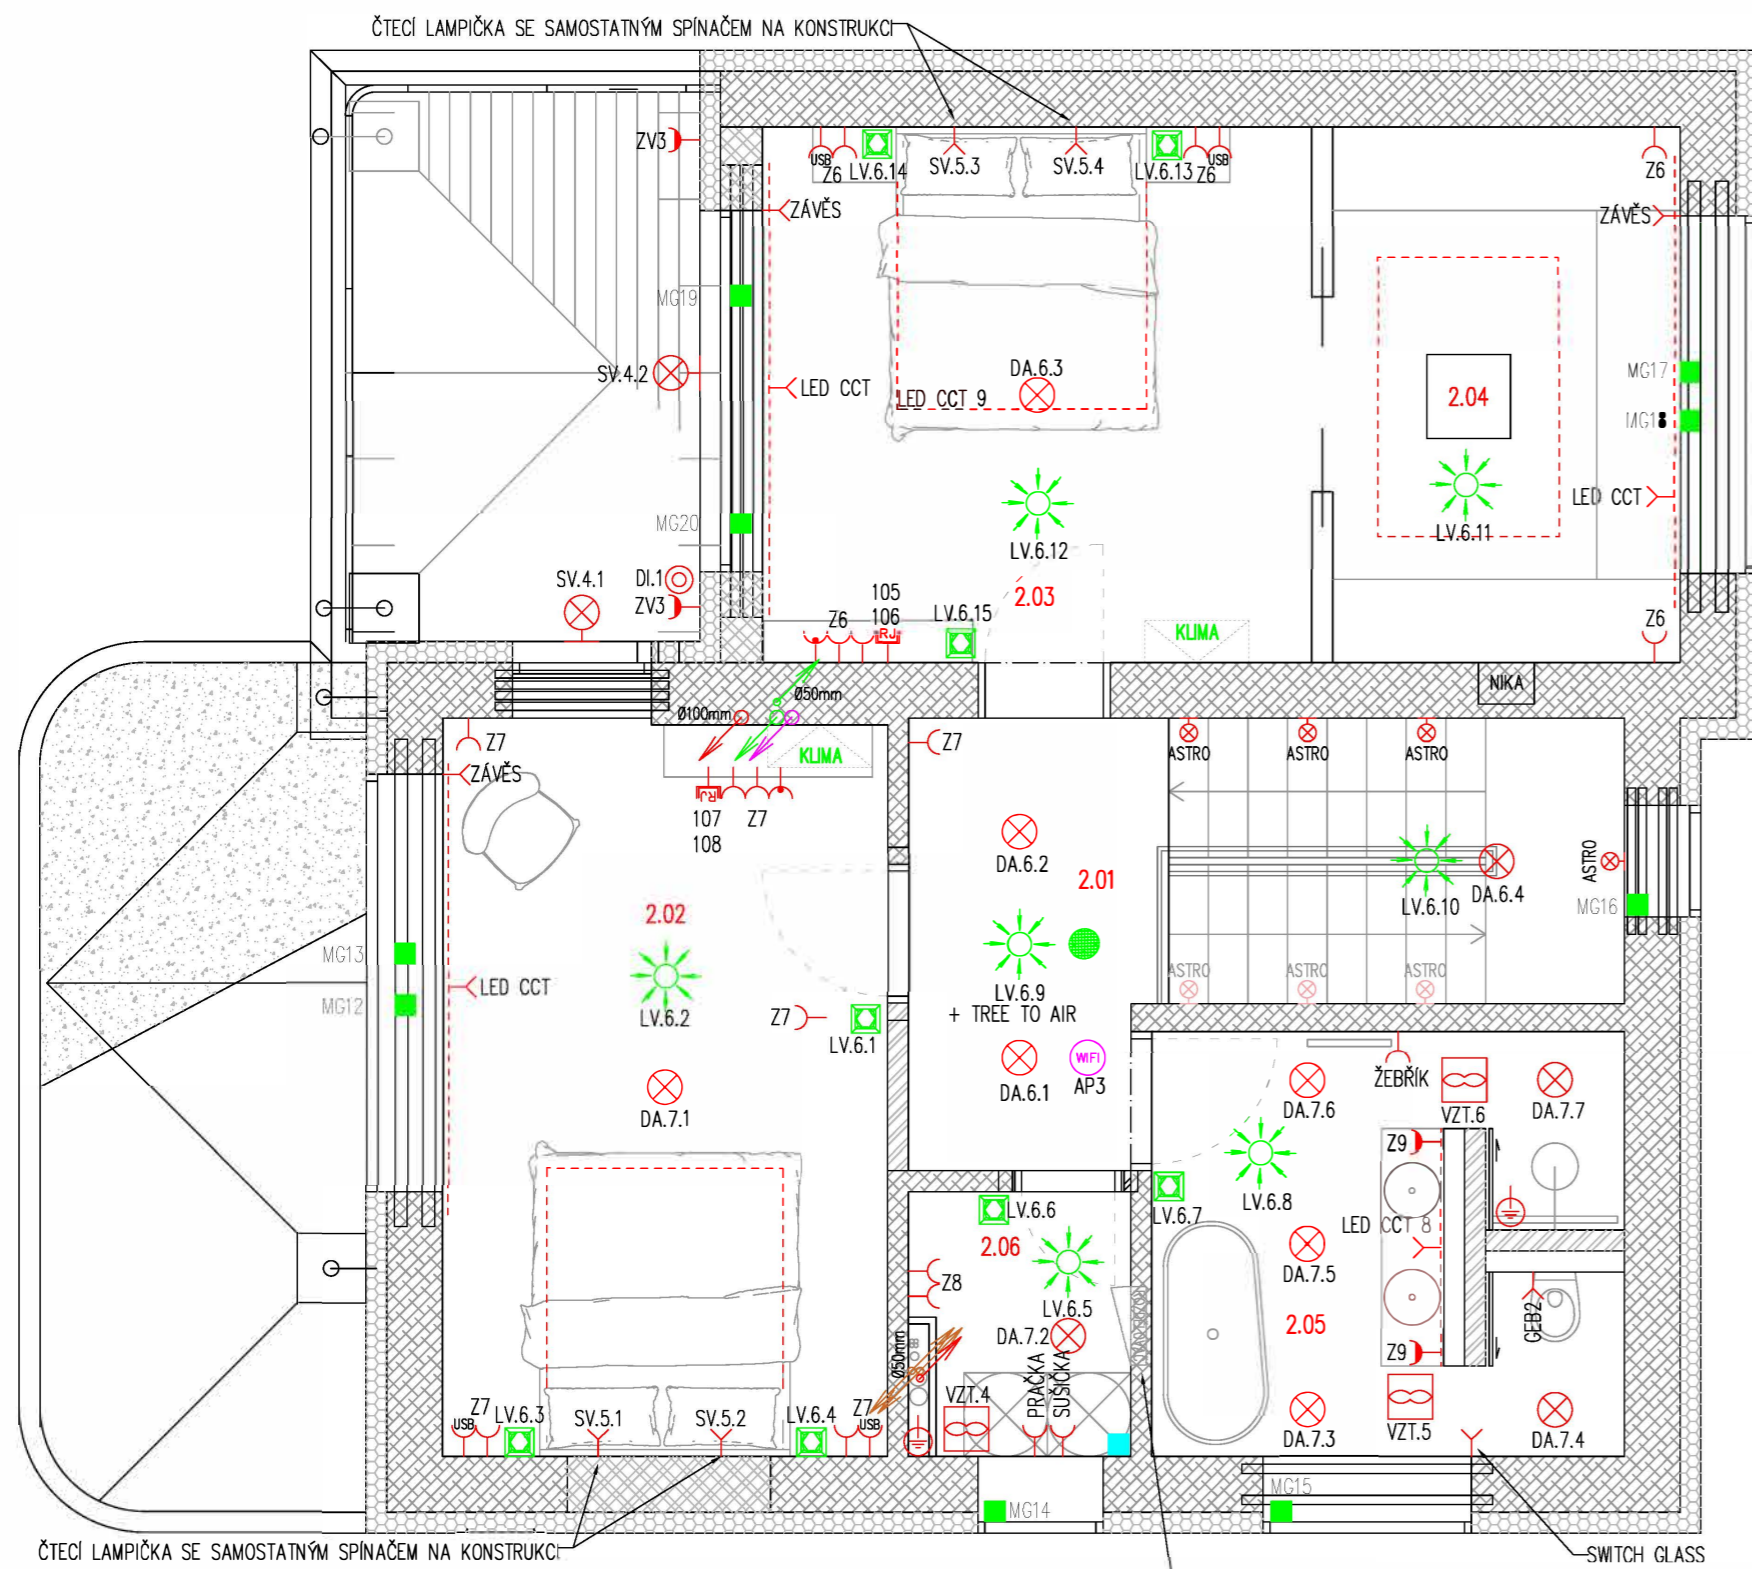 ČTECÍ LAMPIČKA SE SAMOSTATNÝM SPÍNAČEM NA KONSTRUKCI
ZV3
USB
Z6
LV.6.14
SV.5.3
SV.5.4
LV.6.13
Z6
USB
Z6
ZÁVĚS
ZÁVĚS
MG19
SV.4.2
LED CCT
LED CCT 9
DA.6.3
2.04
MG17
MG18
LED CCT
MG20
LV.6.12
LV.6.11
SV.4.1
DI.1
ZV3
Z6
105
106
RJ
LV.6.15
2.03
KLIMA
Z6
NIKA
Ø50mm
Ø100mm
Z7
ZÁVĚS
KLIMA
Z7
ASTRO
ASTRO
ASTRO
RJ
107
108
Z7
DA.6.2
2.01
LV.6.10
DA.6.4
ASTRO
MG16
2.02
MG13
MG12
LED CCT
LV.6.2
Z7
LV.6.1
LV.6.9
+ TREE TO AIR
ASTRO
ASTRO
ASTRO
DA.7.1
DA.6.1
WIFI
AP3
DA.7.6
ŽEBŘÍK
VZT.6
DA.7.7
Z9
LV.6.8
LV.6.7
LV.6.6
2.06
LED CCT 8
DA.7.5
Z8
LV.6.5
2.05
GEB2
DA.7.2
Z9
Ø50mm
VZT.4
PRAČKA
SUŠIČKA
VZT.5
DA.7.3
DA.7.4
USB
Z7
LV.6.3
SV.5.1
SV.5.2
LV.6.4
Z7
USB
MG14
MG15
ČTECÍ LAMPIČKA SE SAMOSTATNÝM SPÍNAČEM NA KONSTRUKCI
SWITCH GLASS